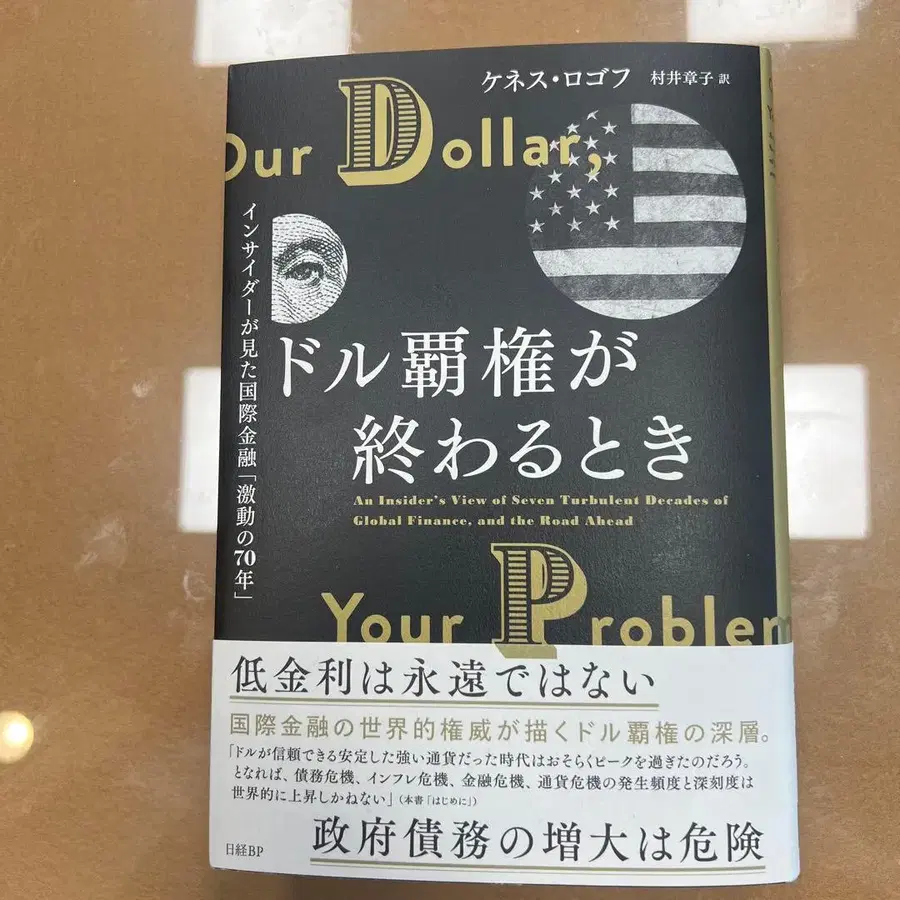 ケネス・ロゴフ 村井章子 訳
Our Dollar,
インサイダーが見た国際金融「激動の70年」
ドル覇権が
終わるとき
An Insider's View of Seven Turbulent Decades of
Global Finance, and the Road Ahead
Your Problem
低金利は永遠ではない
国際金融の世界的権威が描くドル覇権の深層。
「ドルが信頼できる安定した強い通貨だった時代はおそらくピークを過ぎたのだろう。
となれば、債務危機、インフレ危機、金融危機、通貨危機の発生頻度と深刻度は
世界的に上昇しかねない」（本書「はじめに」）
政府債務の増大は危険
日経BP